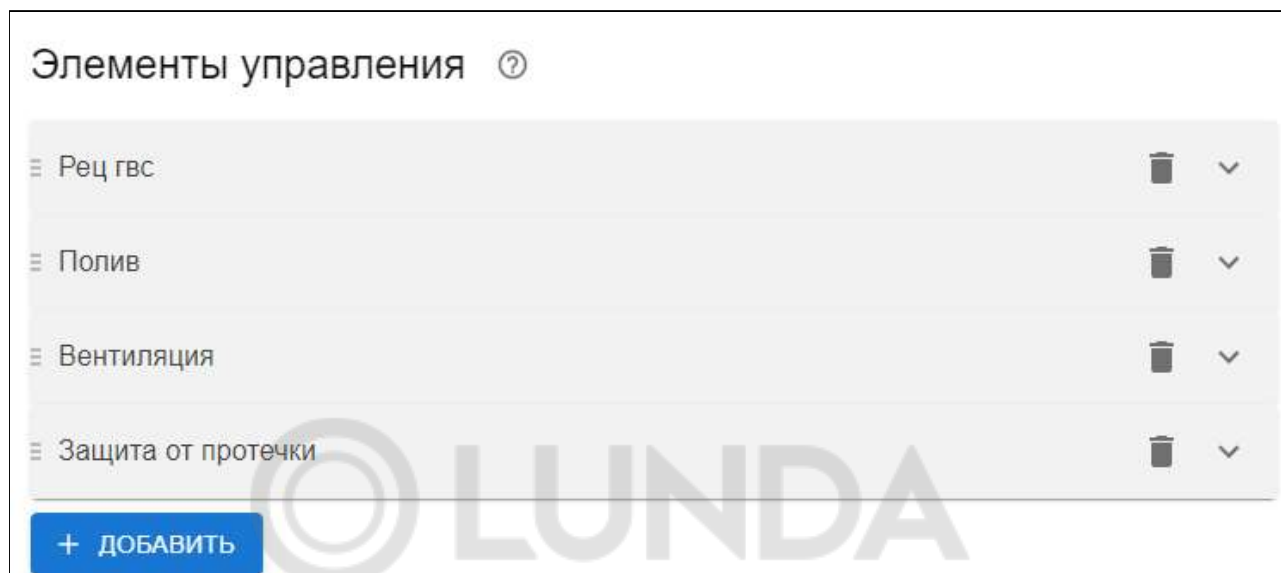 Элементы управления
Рец гвс
Полив
Вентиляция
Защита от протечки
LUNDA
+ ДОБАВИТЬ